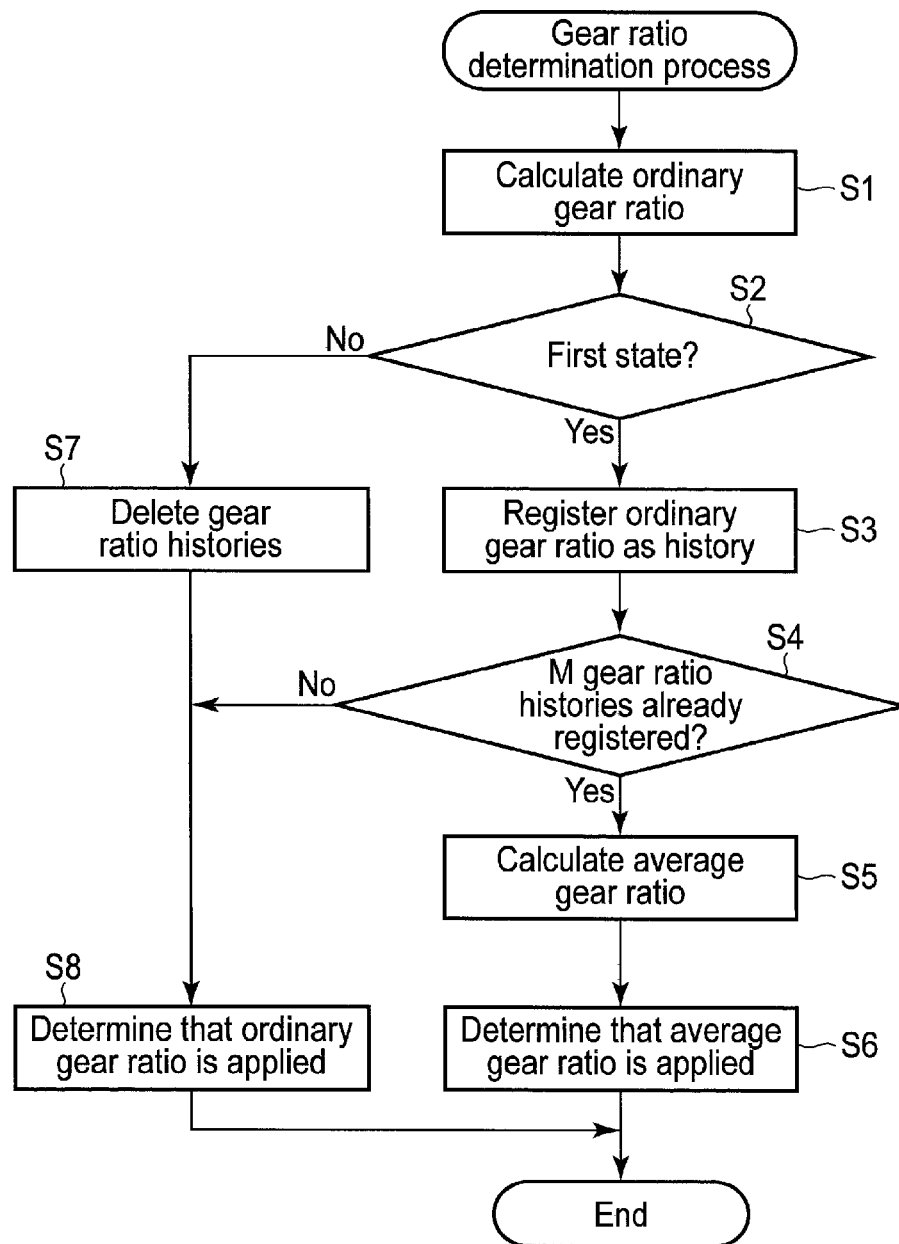 Gear ratio
determination process
Calculate ordinary
gear ratio
S1
S2
First state?
No
Yes
S7
Delete gear
ratio histories
Register ordinary
gear ratio as history
S3
S4
M gear ratio
histories already
registered?
No
Yes
Calculate average
gear ratio
S5
S8
Determine that ordinary
gear ratio is applied
Determine that average
gear ratio is applied
S6
End